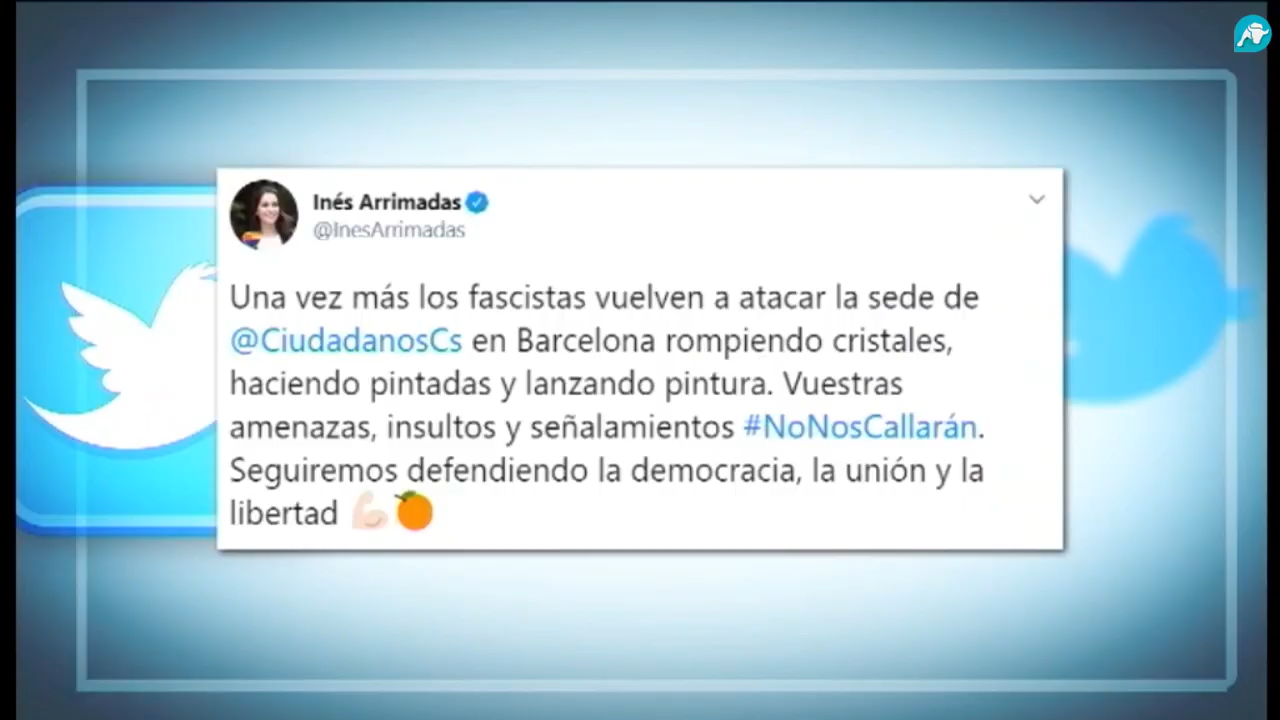 Inés Arrimadas
@InesArrimadas
Una vez más los fascistas vuelven a atacar la sede de
@CiudadanosCs en Barcelona rompiendo cristales,
haciendo pintadas y lanzando pintura. Vuestras
amenazas, insultos y señalamientos #NoNosCallarán.
Seguiremos defendiendo la democracia, la unión y la
libertad 💪🏻🍊